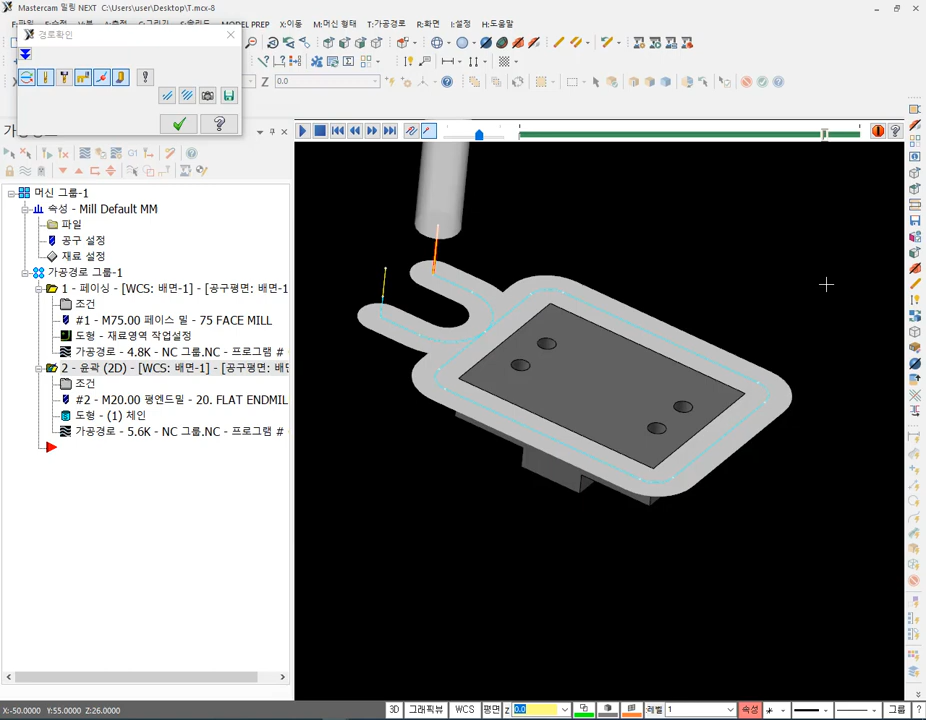 Mastercam 밀링 NEXT  C:\Users\user\Desktop\T.mcx-8
MODEL PREP X:이동 M:머신 형태 T:가공경로 R:화면 I:설정 H:도움말
경로확인
0.0
머신 그룹-1
속성 - Mill Default MM
파일
공구 설정
재료 설정
가공경로 그룹-1
1 - 페이싱 - [WCS: 배면-1] - [공구평면: 배면-1
조건
#1 - M75.00 페이스 밀 - 75 FACE MILL
도형 - 재료영역 작업설정
가공경로 - 4.8K - NC 그룹.NC - 프로그램 #
2 - 윤곽 (2D) - [WCS: 배면-1] - [공구평면: 배면
조건
#2 - M20.00 평엔드밀 - 20. FLAT ENDMIL
도형 - (1) 체인
가공경로 - 5.6K - NC 그룹.NC - 프로그램 #
X:-50.0000 Y:55.0000 Z:26.0000
3D 그래픽뷰 WCS 평면 Z 0.0 레벨 1 속성 그룹 ?